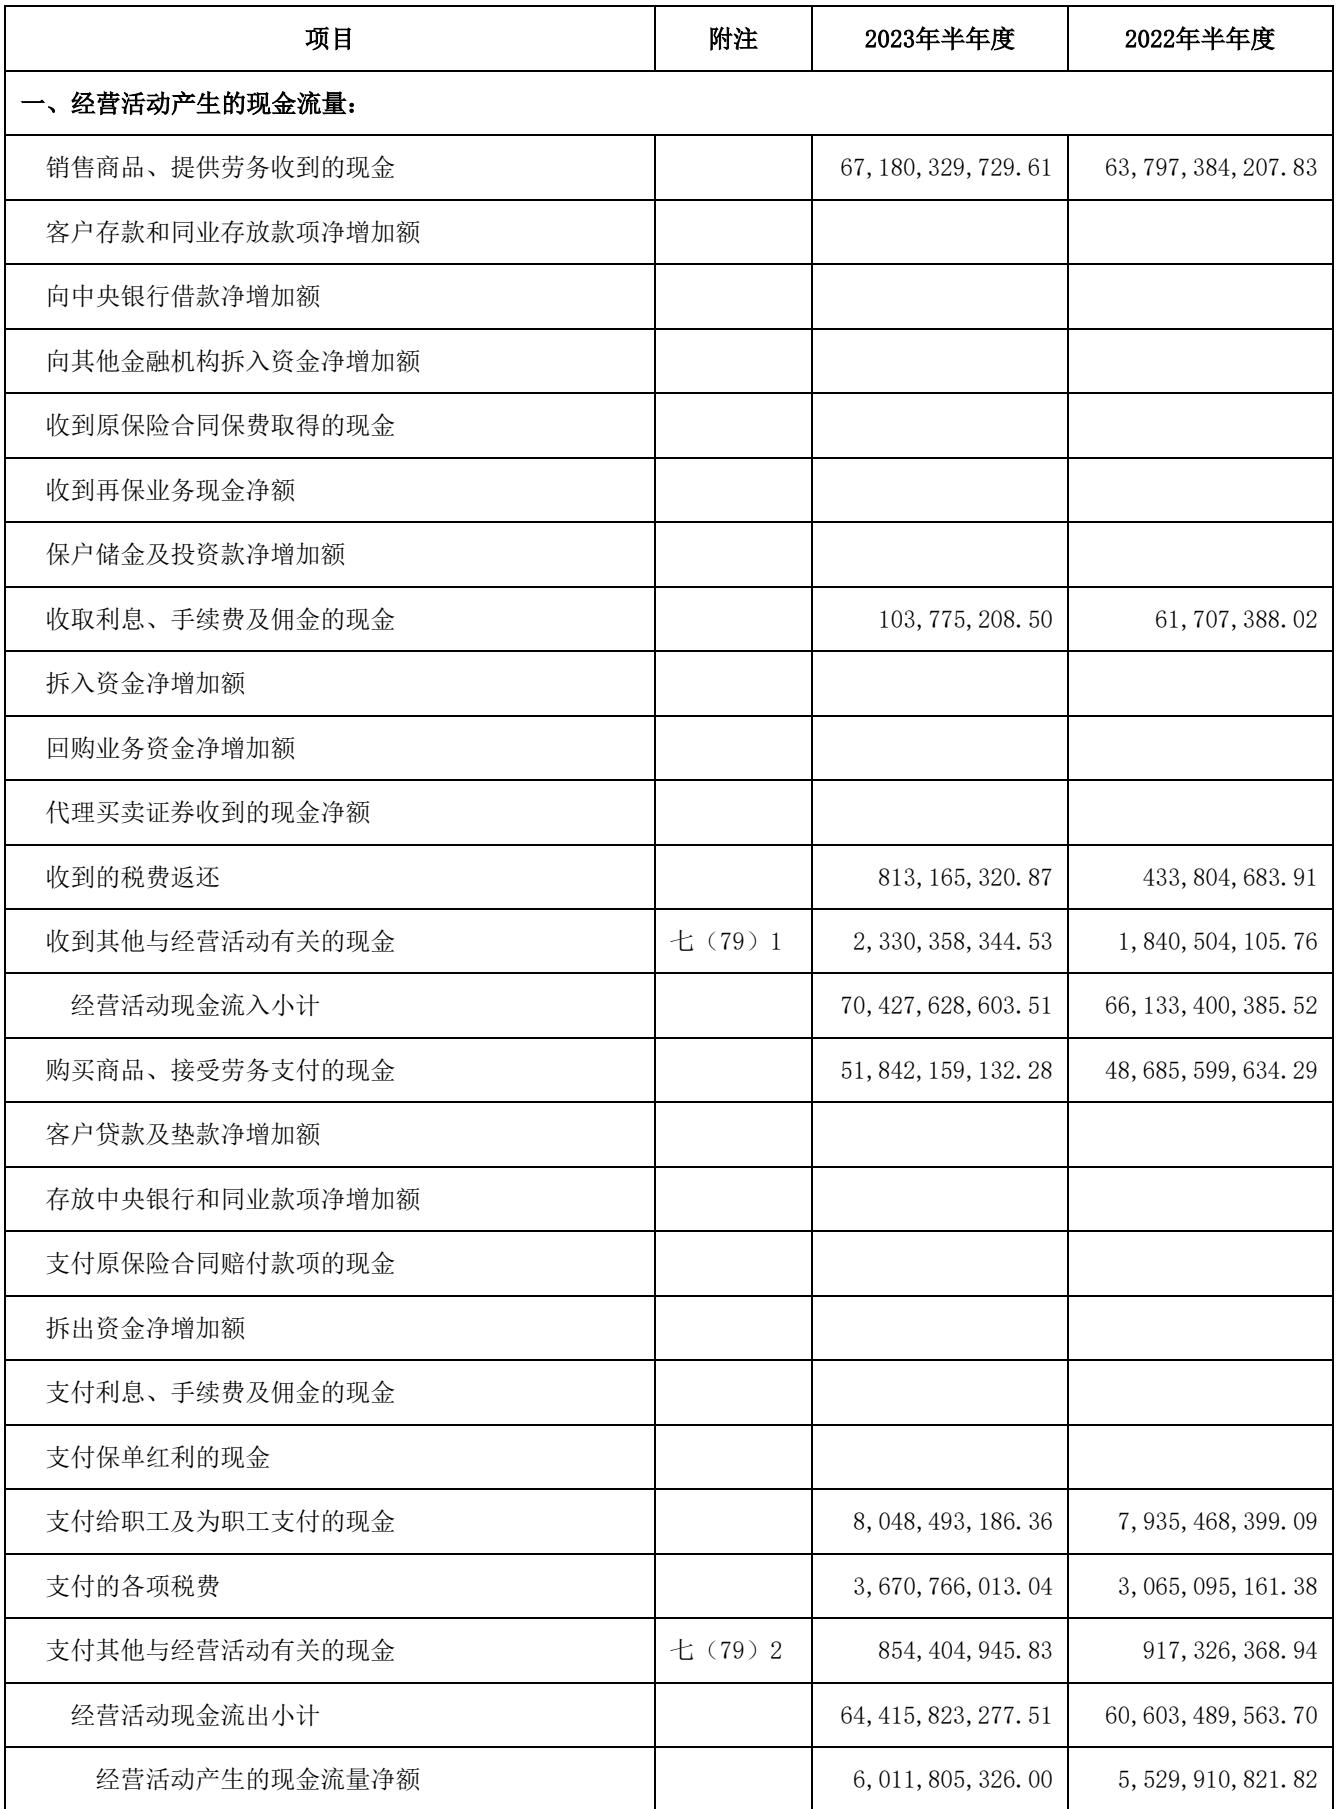 项目 附注 2023年半年度 2022年半年度
一、经营活动产生的现金流量：
销售商品、提供劳务收到的现金 67,180,329,729.61 63,797,384,207.83
客户存款和同业存放款项净增加额
向中央银行借款净增加额
向其他金融机构拆入资金净增加额
收到原保险合同保费取得的现金
收到再保业务现金净额
保户储金及投资款净增加额
收取利息、手续费及佣金的现金 103,775,208.50 61,707,388.02
拆入资金净增加额
回购业务资金净增加额
代理买卖证券收到的现金净额
收到的税费返还 813,165,320.87 433,804,683.91
收到其他与经营活动有关的现金 七（79）1 2,330,358,344.53 1,840,504,105.76
经营活动现金流入小计 70,427,628,603.51 66,133,400,385.52
购买商品、接受劳务支付的现金 51,842,159,132.28 48,685,599,634.29
客户贷款及垫款净增加额
存放中央银行和同业款项净增加额
支付原保险合同赔付款项的现金
拆出资金净增加额
支付利息、手续费及佣金的现金
支付保单红利的现金
支付给职工及为职工支付的现金 8,048,493,186.36 7,935,468,399.09
支付的各项税费 3,670,766,013.04 3,065,095,161.38
支付其他与经营活动有关的现金 七（79）2 854,404,945.83 917,326,368.94
经营活动现金流出小计 64,415,823,277.51 60,603,489,563.70
经营活动产生的现金流量净额 6,011,805,326.00 5,529,910,821.82